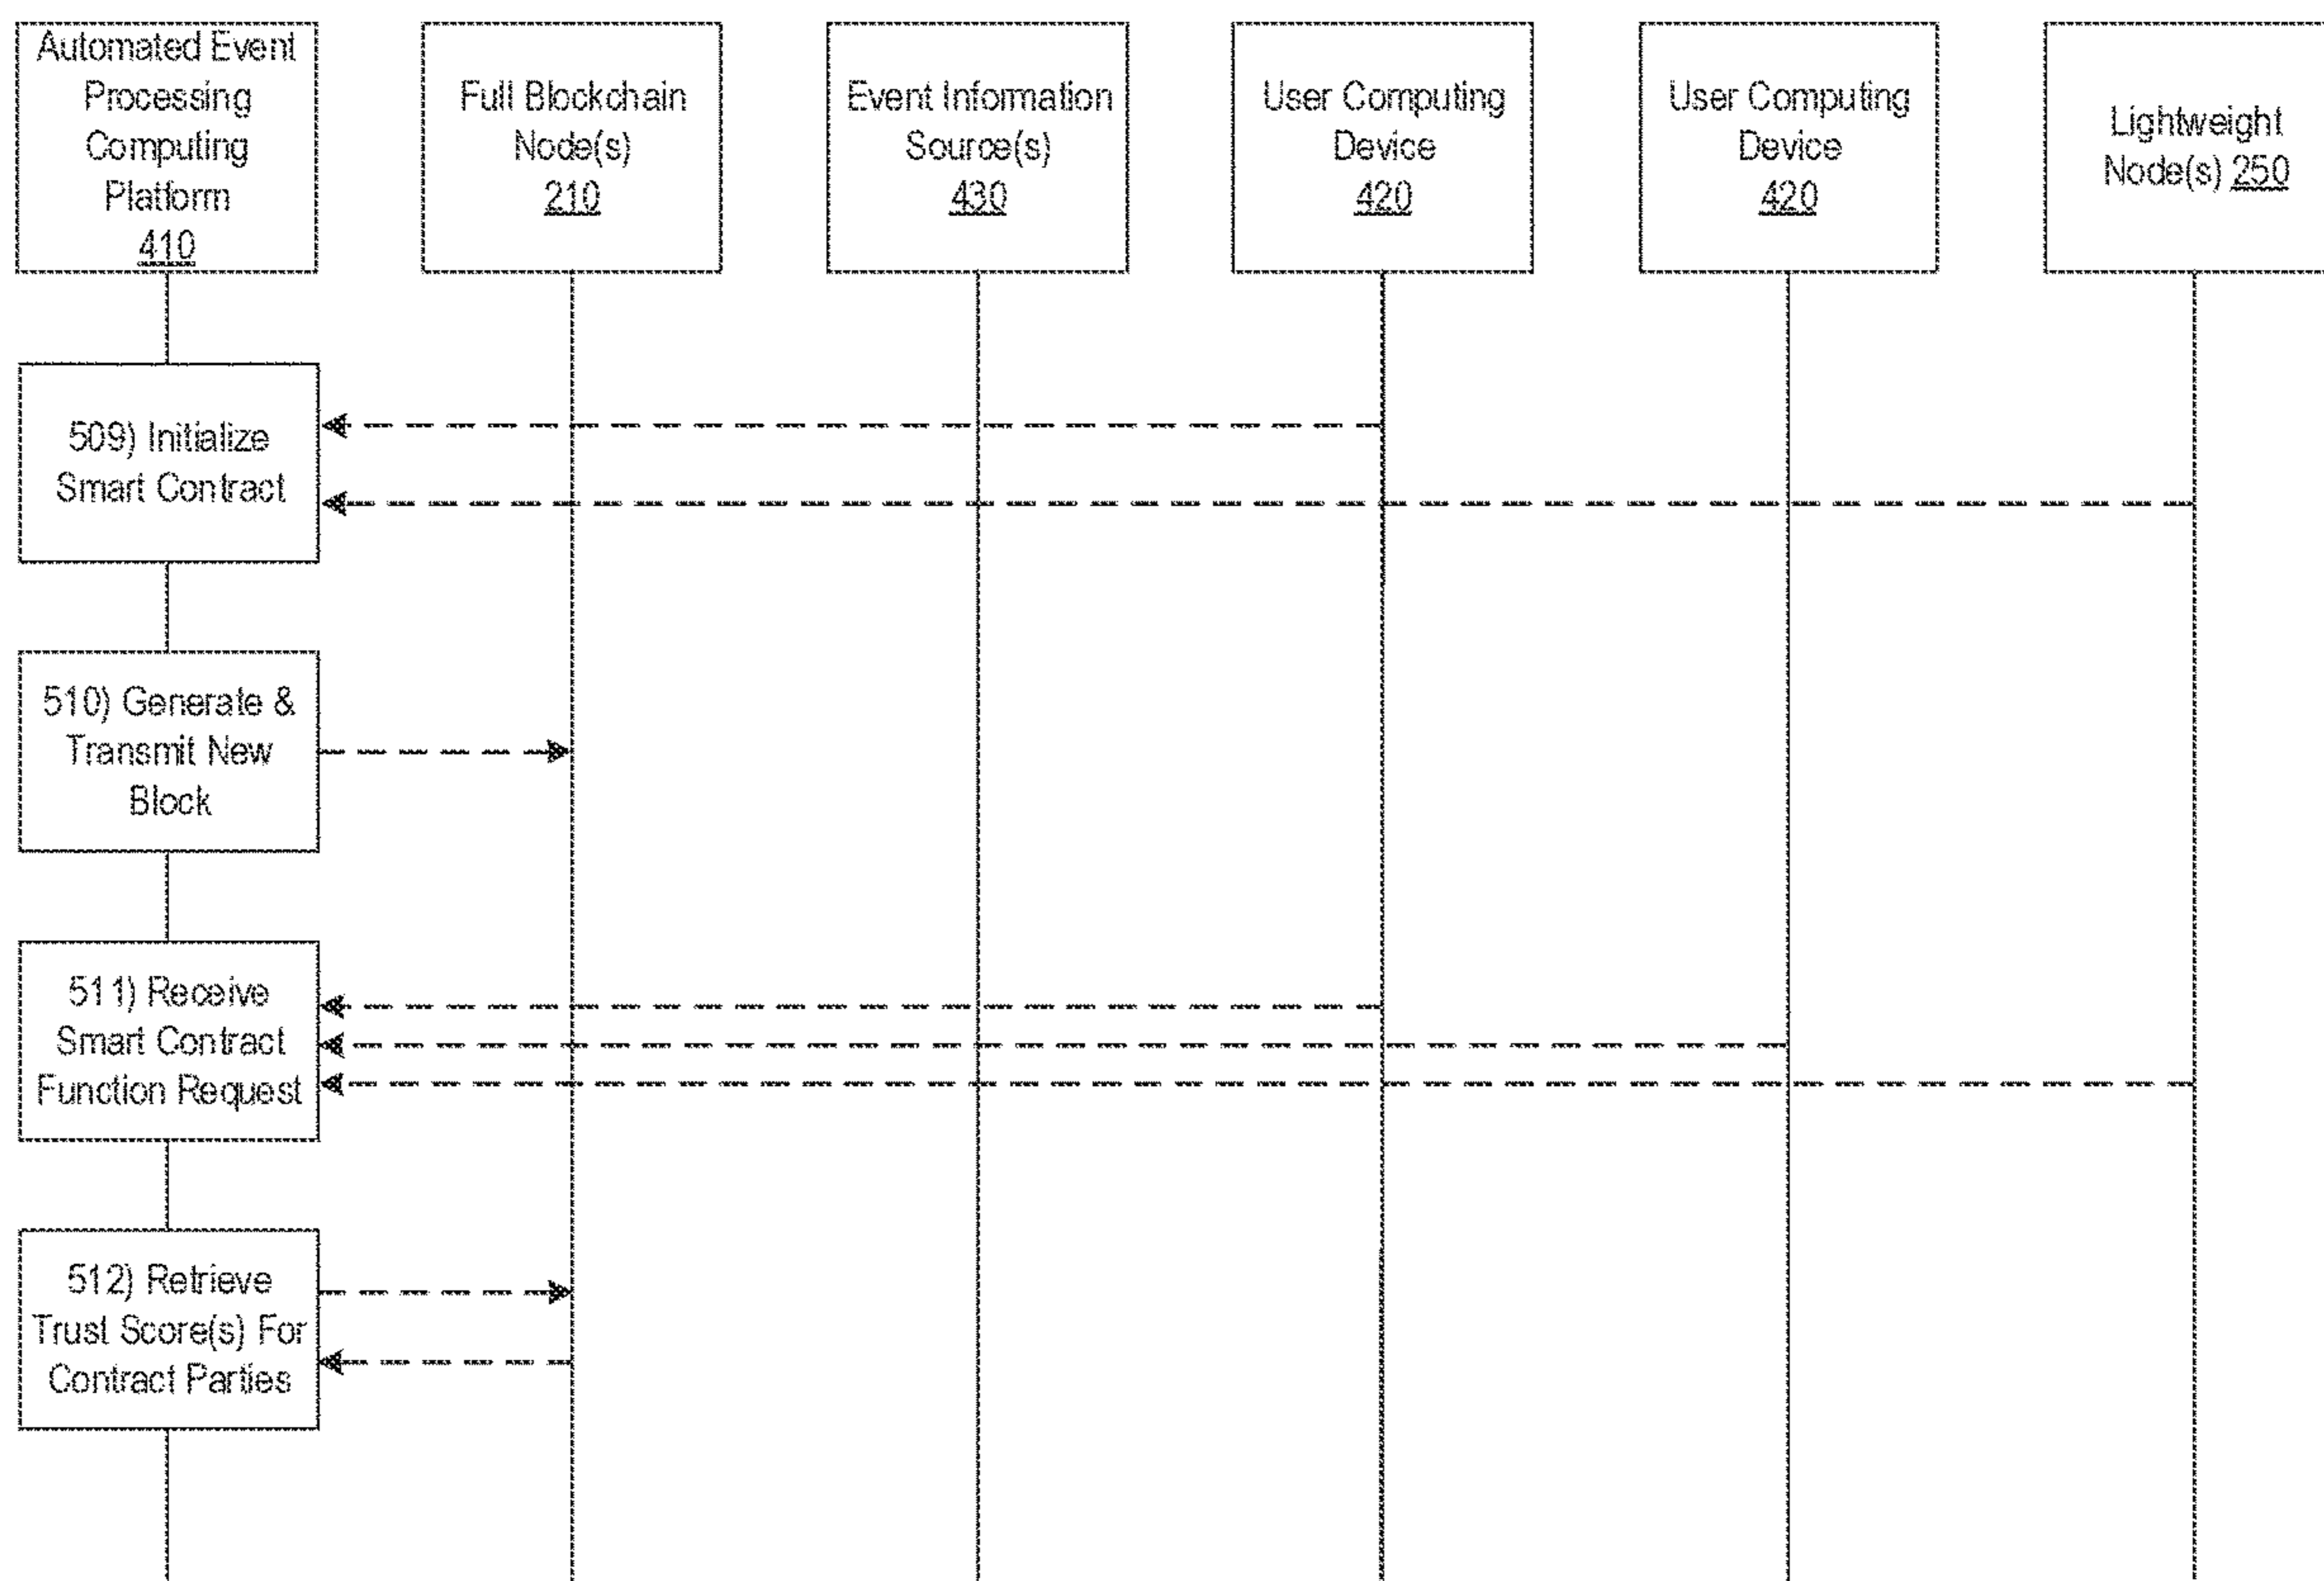 Automated Event
Processing
Computing
Platform
410
Full Blockchain
Node(s)
210
Event Information
Source(s)
430
User Computing
Device
420
User Computing
Device
420
Lightweight
Node(s) 250
509) Initialize
Smart Contract
510) Generate &
Transmit New
Block
511) Receive
Smart Contract
Function Request
512) Retrieve
Trust Score(s) For
Contract Parties